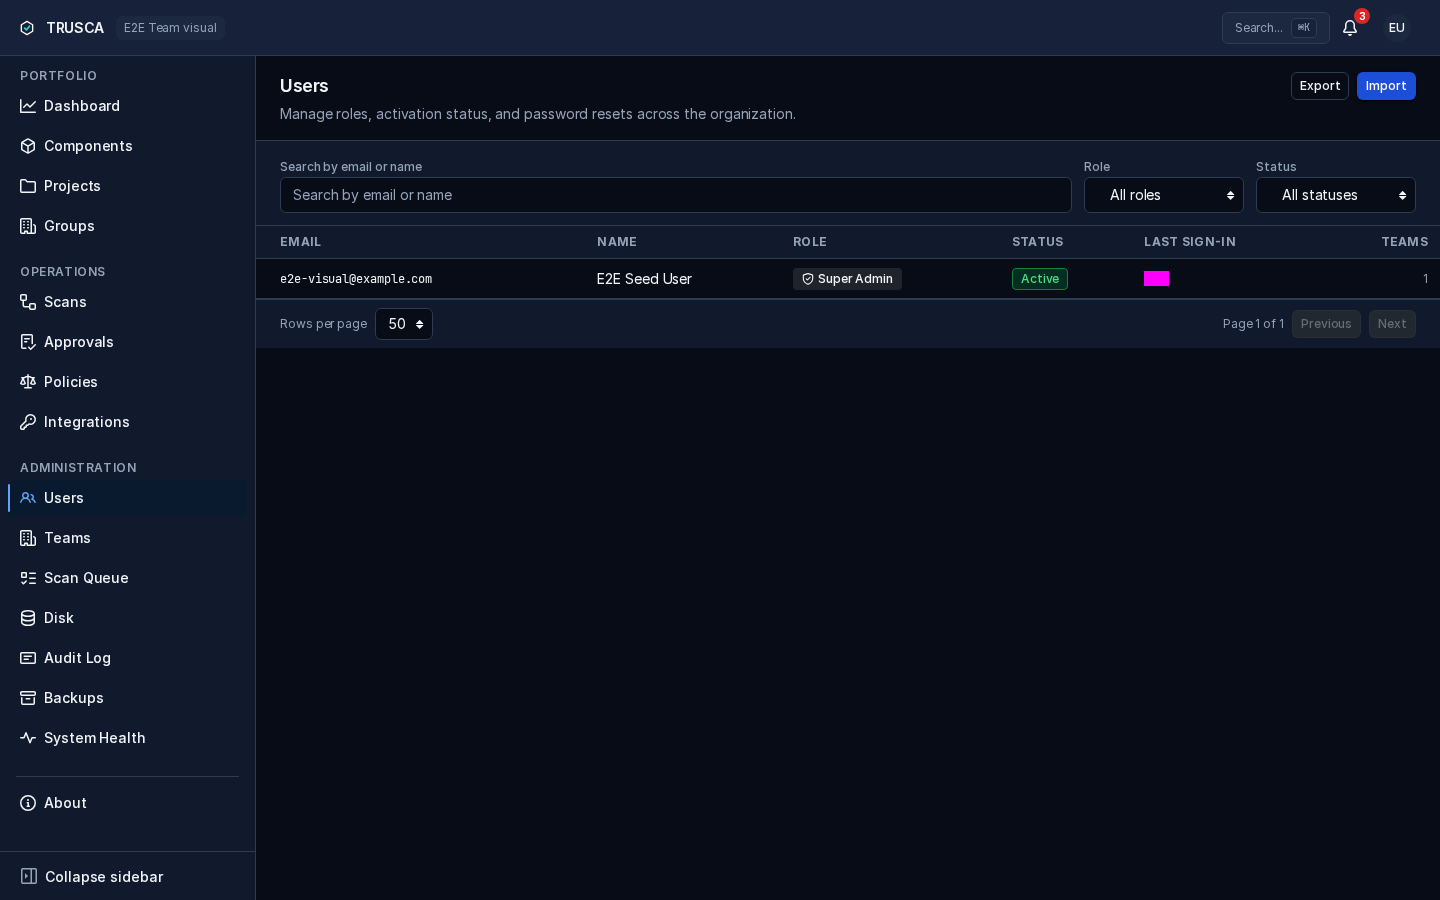 TRUSCA
E2E Team visual
Search...
⌘K
3
EU
PORTFOLIO
Dashboard
Components
Projects
Groups
OPERATIONS
Scans
Approvals
Policies
Integrations
ADMINISTRATION
Users
Teams
Scan Queue
Disk
Audit Log
Backups
System Health
About
Collapse sidebar
Users
Manage roles, activation status, and password resets across the organization.
Export
Import
Search by email or name
Role
Status
Search by email or name
All roles
All statuses
EMAIL NAME ROLE STATUS LAST SIGN-IN TEAMS
e2e-visual@example.com E2E Seed User Super Admin Active 1
Rows per page 50
Page 1 of 1 Previous Next